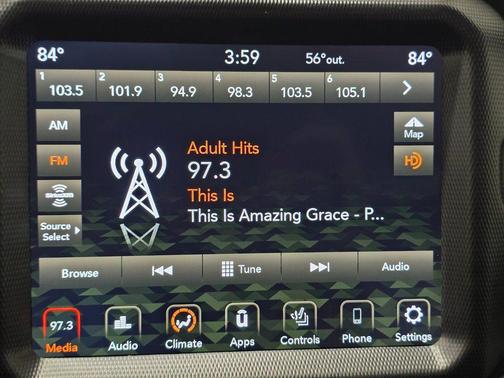 84° 3:59 56°out. 84°
1 2 3 4 5 6
103.5 101.9 94.9 98.3 103.5 105.1
AM
Map
FM
HD
Adult Hits
97.3
This Is
This Is Amazing Grace - P...
SiriusXM
Source
Select
Browse Tune Audio
97.3
Media Audio Climate Apps Controls Phone Settings